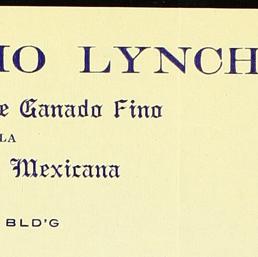 IO LYNCH
e Ganado Fino
LA
Mexicana
BLD'G